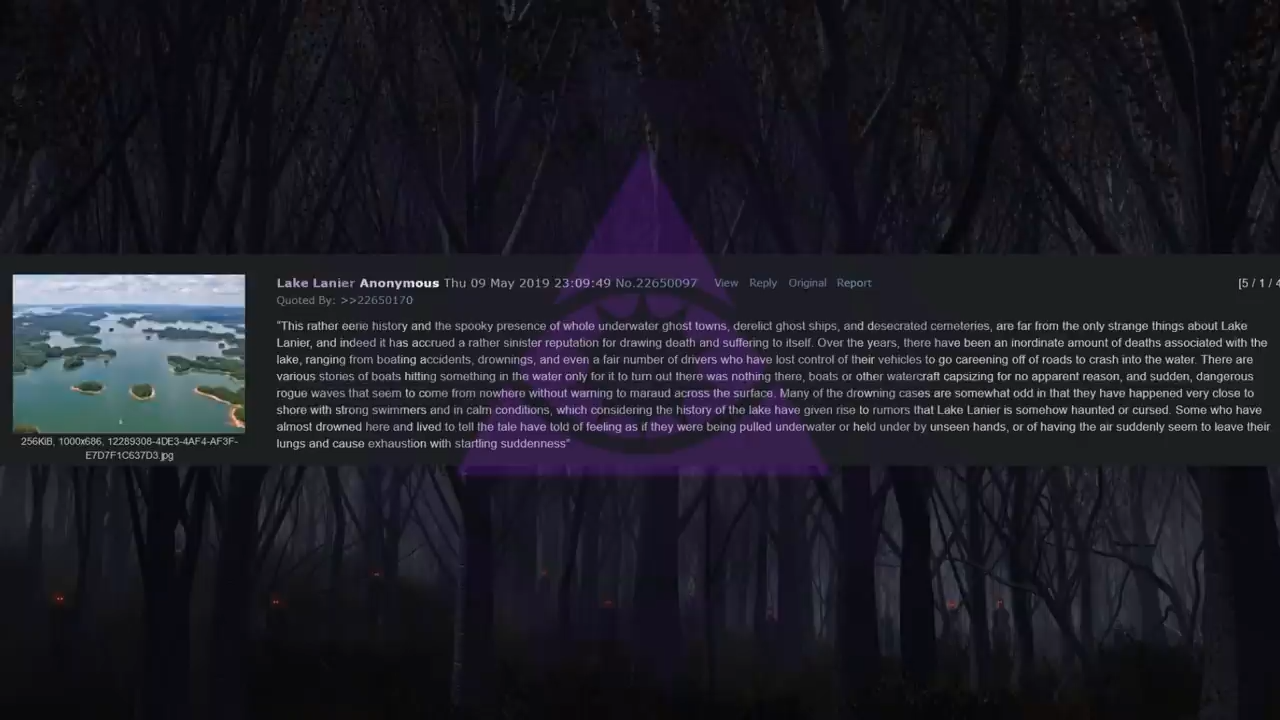 Lake Lanier Anonymous Thu 09 May 2019 23:09:49 No.22650097 View Reply Original Report [5 / 1 / 4
Quoted By: >>22650170
"This rather eerie history and the spooky presence of whole underwater ghost towns, derelict ghost ships, and desecrated cemeteries, are far from the only strange things about Lake
Lanier, and indeed it has accrued a rather sinister reputation for drawing death and suffering to itself. Over the years, there have been an inordinate amount of deaths associated with the
lake, ranging from boating accidents, drownings, and even a fair number of drivers who have lost control of their vehicles to go careening off of roads to crash into the water. There are
various stories of boats hitting something in the water only for it to turn out there was nothing there, boats or other watercraft capsizing for no apparent reason, and sudden, dangerous
rogue waves that seem to come from nowhere without warning to maraud across the surface. Many of the drowning cases are somewhat odd in that they have happened very close to
shore with strong swimmers and in calm conditions, which considering the history of the lake have given rise to rumors that Lake Lanier is somehow haunted or cursed. Some who have
almost drowned here and lived to tell the tale have told of feeling as if they were being pulled underwater or held under by unseen hands, or of having the air suddenly seem to leave their
lungs and cause exhaustion with startling suddenness"
256KiB, 1000x686, 12289308-4DE3-4AF4-AF3F-
E7D7F1C637D3.jpg